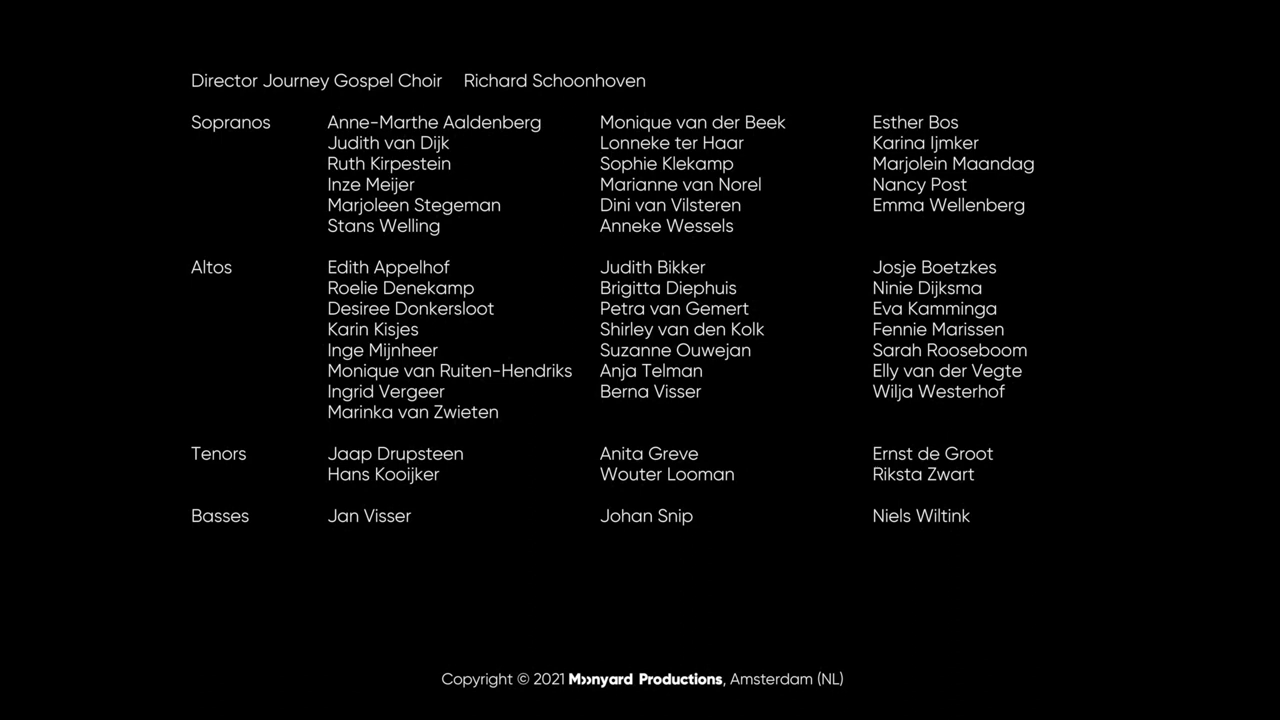 Director Journey Gospel Choir Richard Schoonhoven
Sopranos Anne-Marthe Aaldenberg Monique van der Beek Esther Bos
Judith van Dijk Lonneke ter Haar Karina Ijmker
Ruth Kirpestein Sophie Klekamp Marjolein Maandag
Inze Meijer Marianne van Norel Nancy Post
Marjoleen Stegeman Dini van Vilsteren Emma Wellenberg
Stans Welling Anneke Wessels
Altos Edith Appelhof Judith Bikker Josje Boetzkes
Roelie Denekamp Brigitta Diephuis Ninie Dijksma
Desiree Donkersloot Petra van Gemert Eva Kamminga
Karin Kisjes Shirley van den Kolk Fennie Marissen
Inge Mijnheer Suzanne Ouwejan Sarah Rooseboom
Monique van Ruiten-Hendriks Anja Telman Elly van der Vegte
Ingrid Vergeer Berna Visser Wilja Westerhof
Marinka van Zwieten
Tenors Jaap Drupsteen Anita Greve Ernst de Groot
Hans Kooijker Wouter Looman Riksta Zwart
Basses Jan Visser Johan Snip Niels Wiltink
Copyright © 2021 Moonyard Productions, Amsterdam (NL)